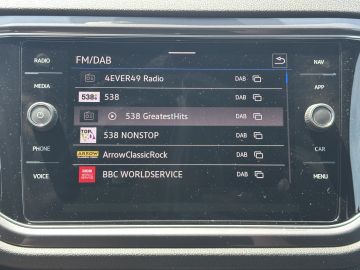 RADIO
MEDIA
PHONE
VOICE
FM/DAB
4EVER49 Radio DAB
538 538 DAB
538 GreatestHits DAB
TOP 538 NONSTOP DAB
ARROW ArrowClassicRock DAB
BBC WORLDSERVICE DAB
NAV
APP
MENU